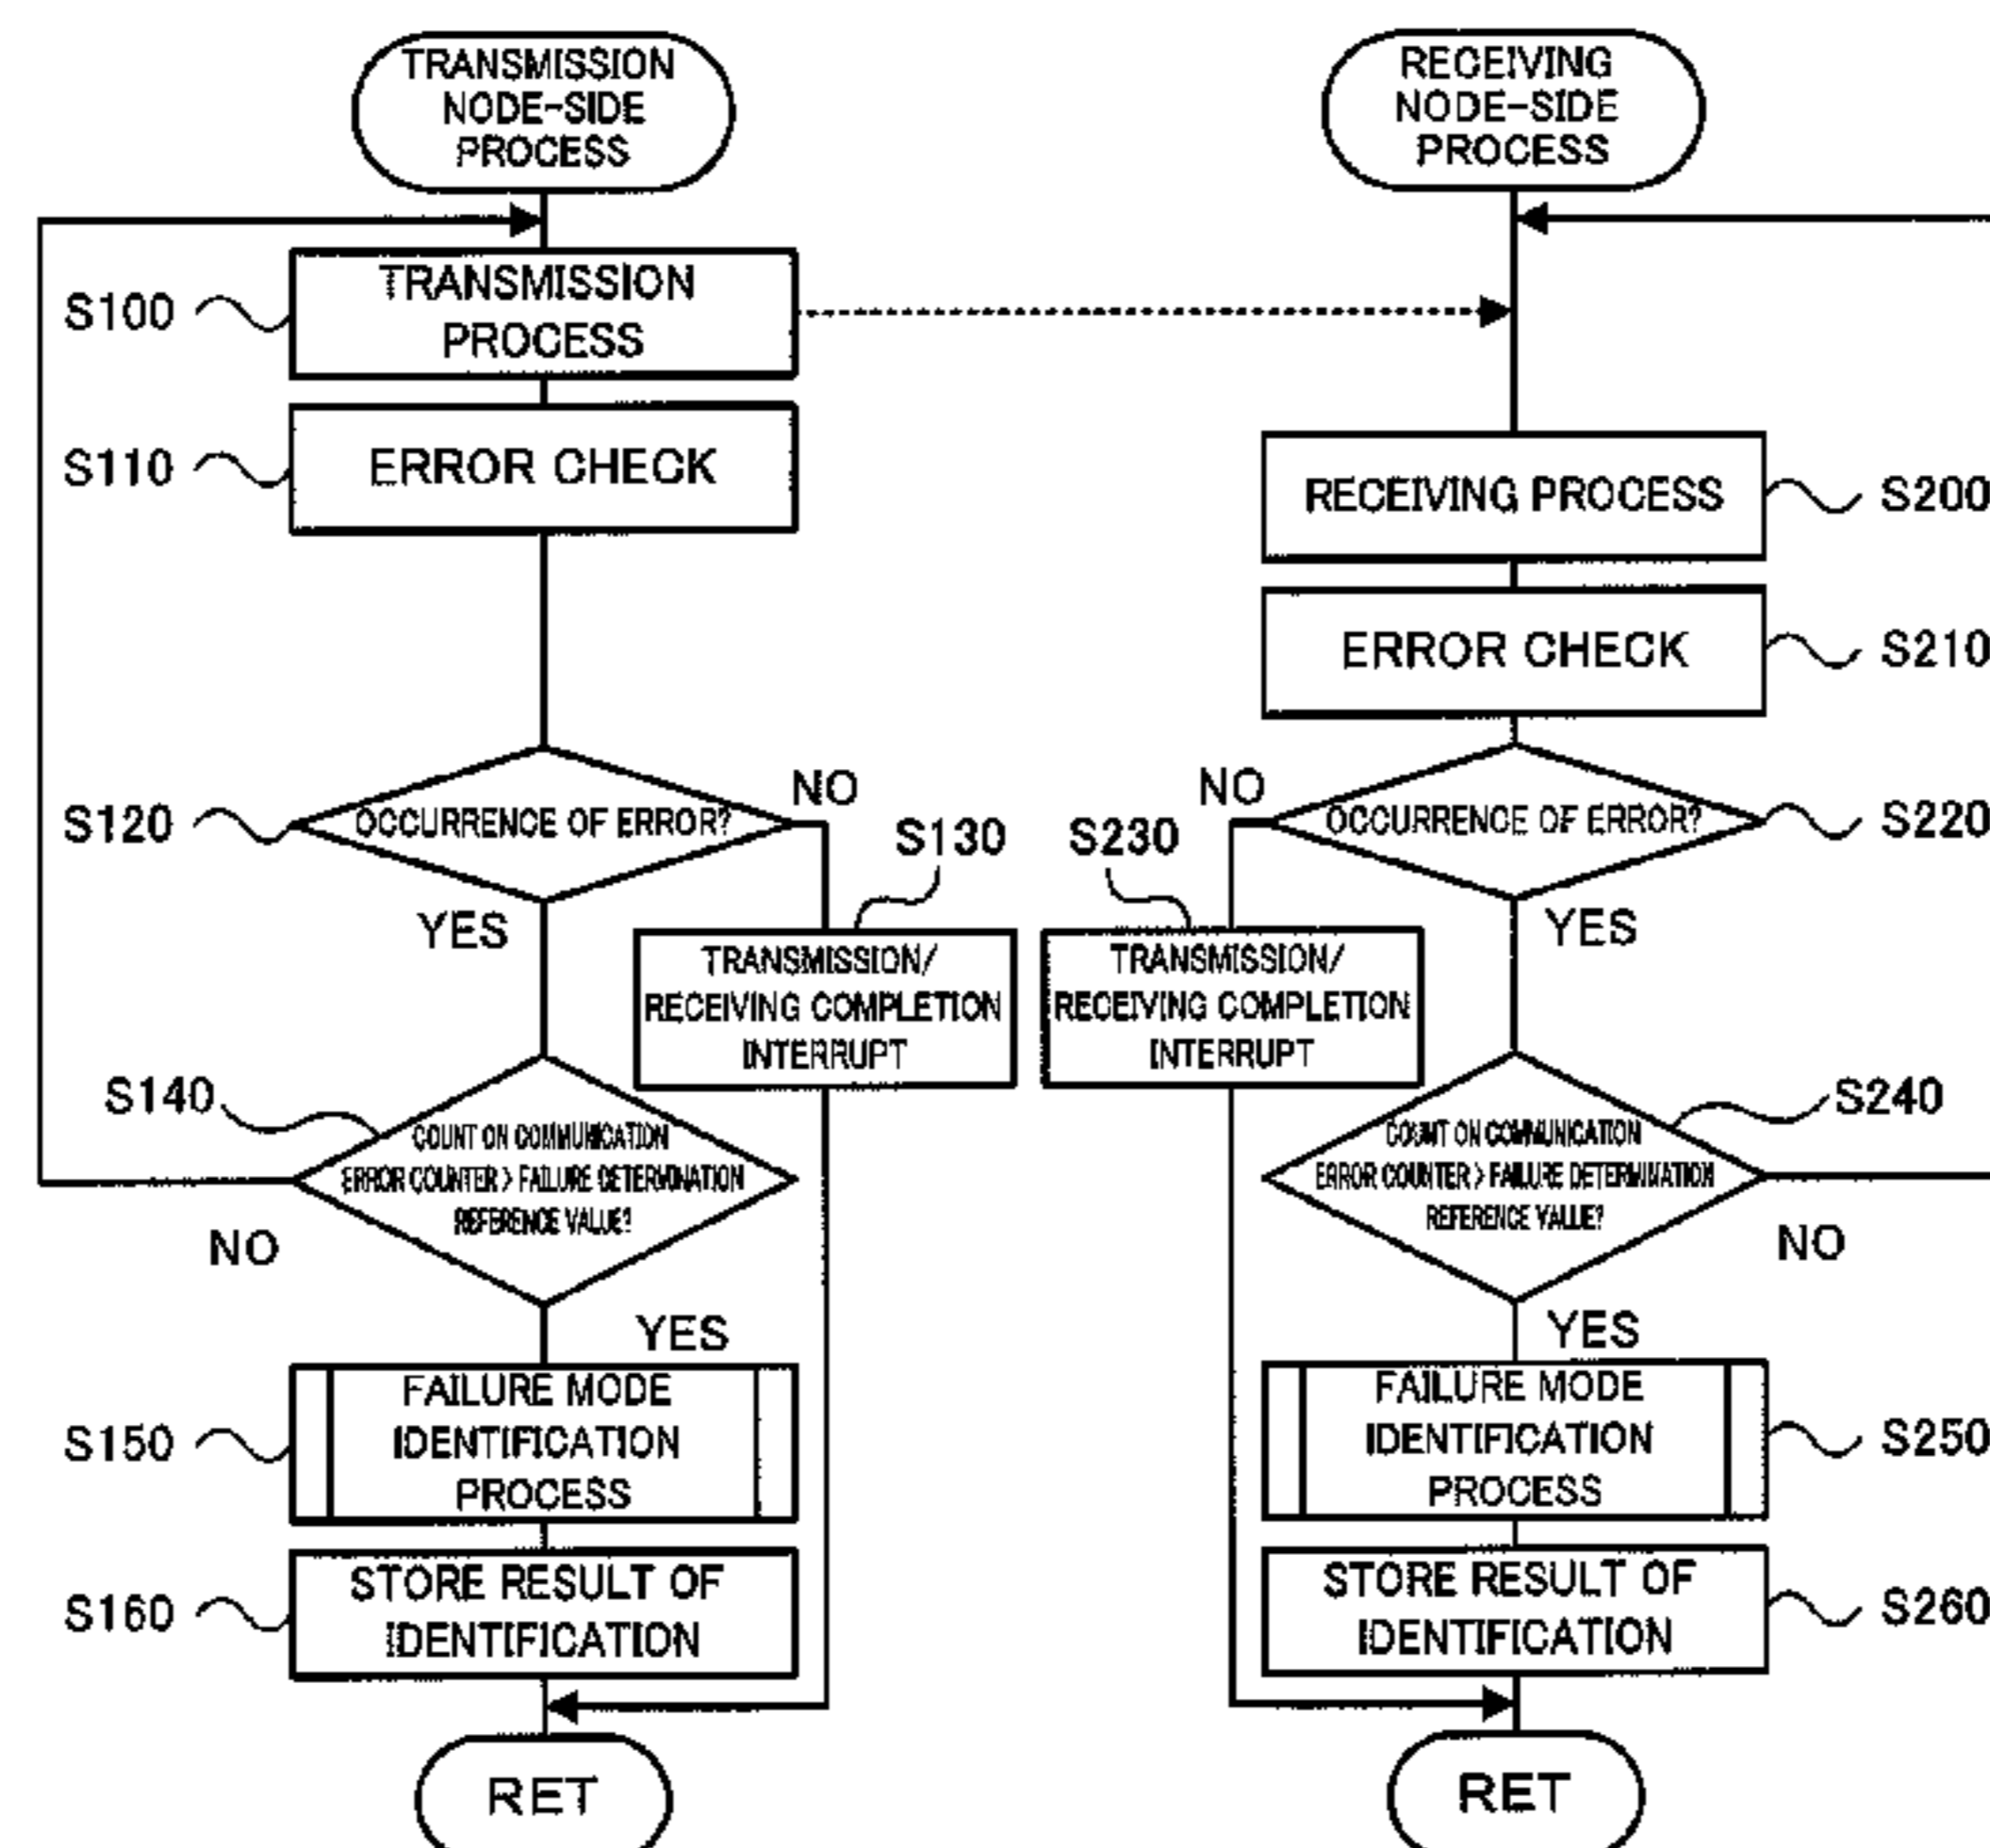 TRANSMISSION
NODE-SIDE
PROCESS
S100
TRANSMISSION
PROCESS
S110
ERROR CHECK
S120
OCCURRENCE OF ERROR?
NO
YES
S130
TRANSMISSION/
RECEIVING COMPLETION
INTERRUPT
S140
COUNT ON COMMUNICATION
ERROR COUNTER > FAILURE DETERMINATION
REFERENCE VALUE?
NO
YES
S150
FAILURE MODE
IDENTIFICATION
PROCESS
S160
STORE RESULT OF
IDENTIFICATION
RET
RECEIVING
NODE-SIDE
PROCESS
RECEIVING PROCESS
S200
ERROR CHECK
S210
NO
OCCURRENCE OF ERROR?
S220
S230
YES
TRANSMISSION/
RECEIVING COMPLETION
INTERRUPT
S240
COUNT ON COMMUNICATION
ERROR COUNTER > FAILURE DETERMINATION
REFERENCE VALUE?
NO
YES
FAILURE MODE
IDENTIFICATION
PROCESS
S250
STORE RESULT OF
IDENTIFICATION
S260
RET